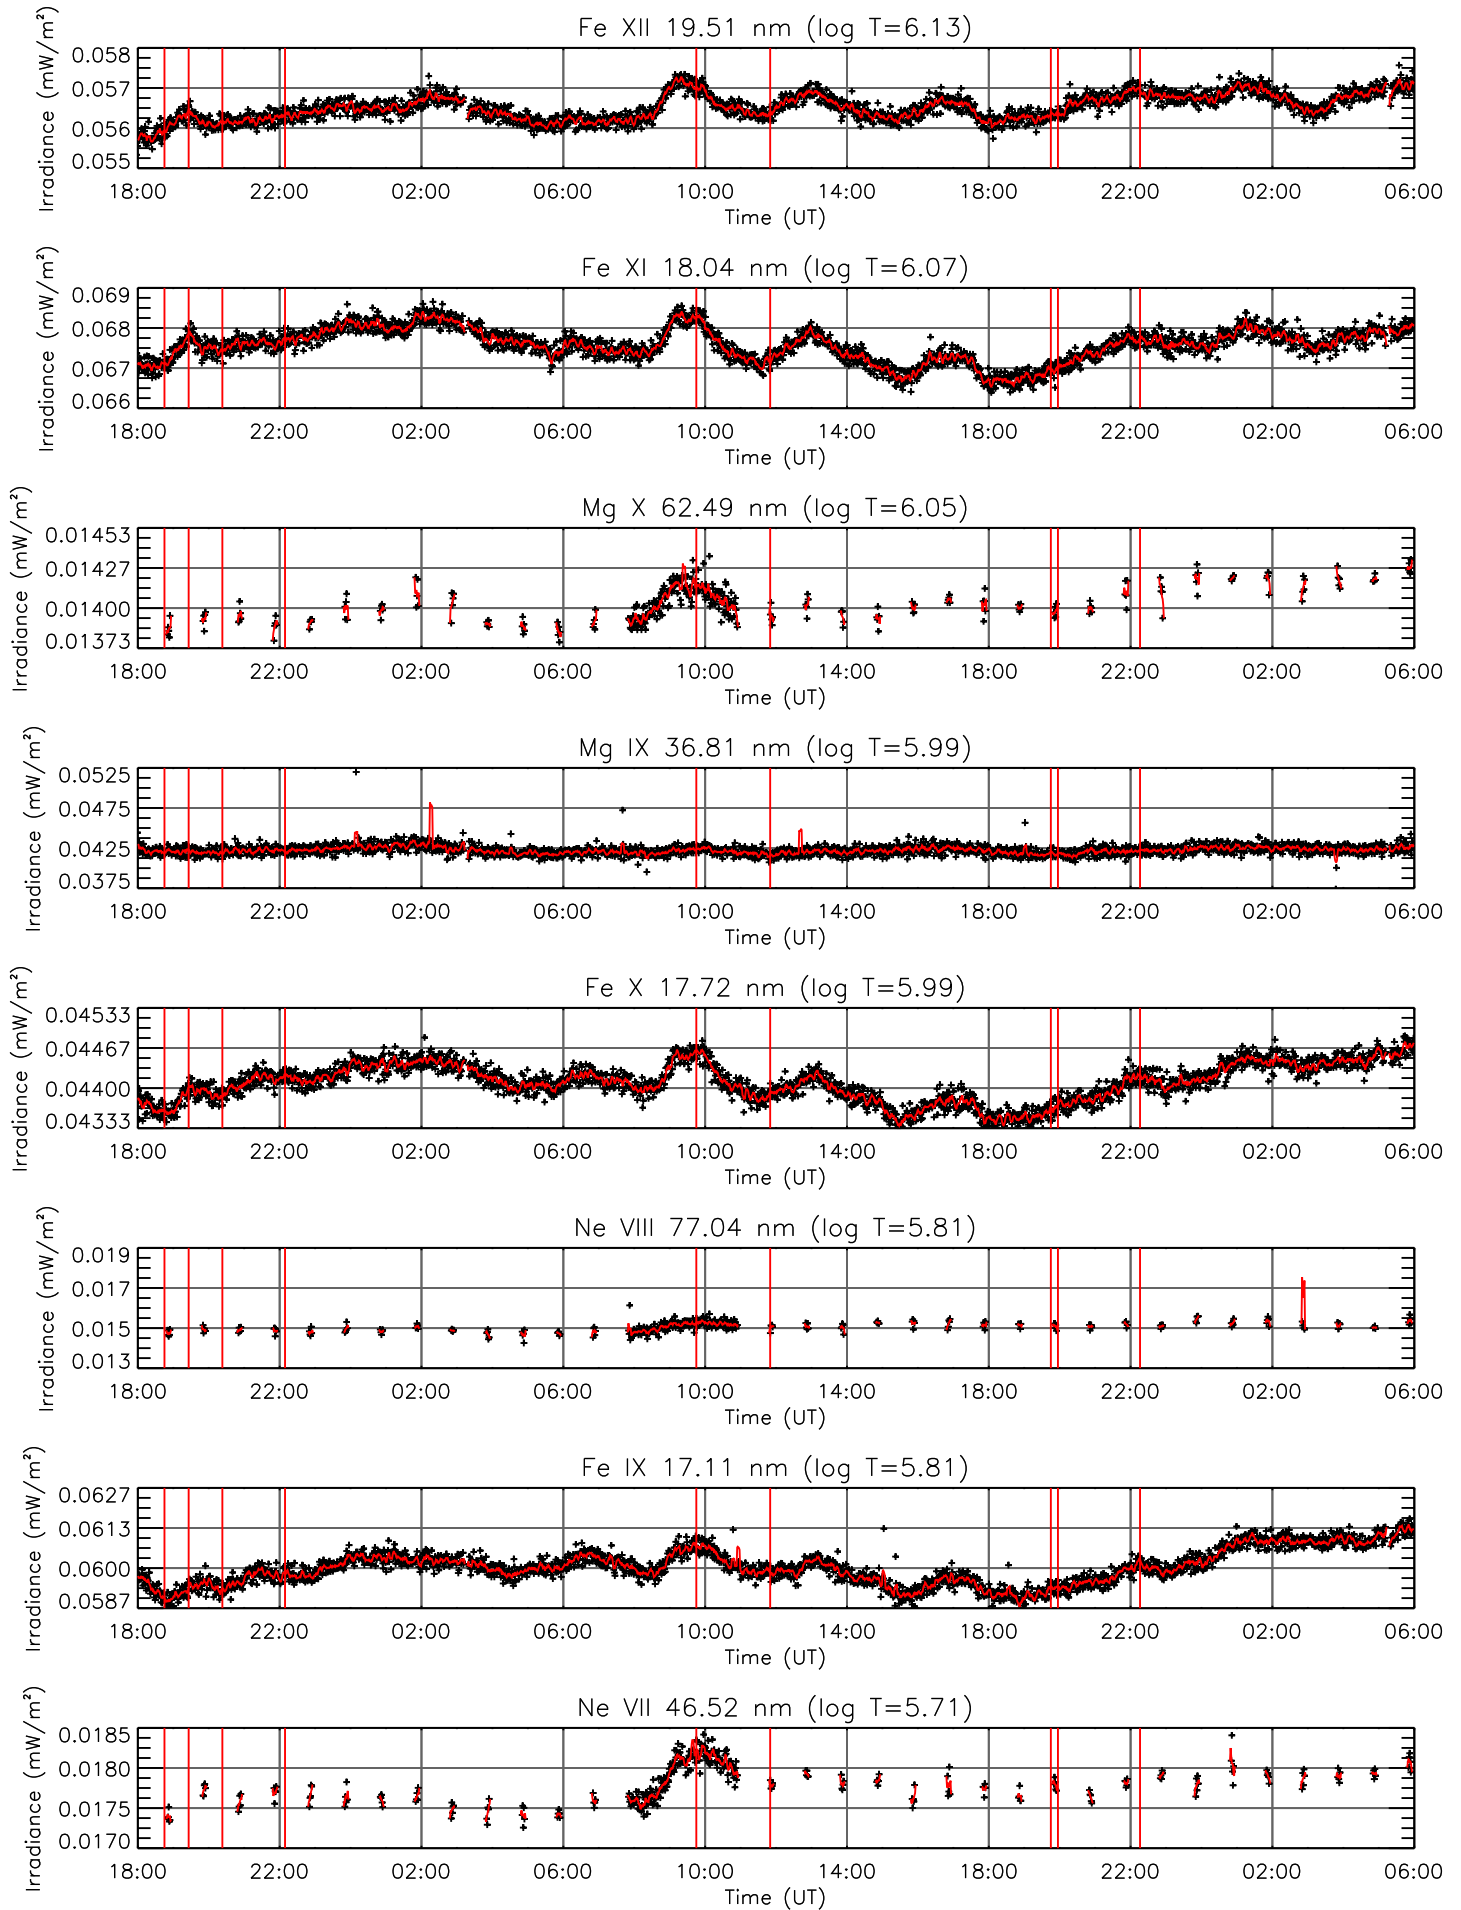 Fe XII 19.51 nm (log T=6.13)
Irradiance (mW/m²)
0.058
0.057
0.056
0.055
18:00 22:00 02:00 06:00 10:00 14:00 18:00 22:00 02:00 06:00
Time (UT)
Fe XI 18.04 nm (log T=6.07)
Irradiance (mW/m²)
0.069
0.068
0.067
0.066
18:00 22:00 02:00 06:00 10:00 14:00 18:00 22:00 02:00 06:00
Time (UT)
Mg X 62.49 nm (log T=6.05)
Irradiance (mW/m²)
0.01453
0.01427
0.01400
0.01373
18:00 22:00 02:00 06:00 10:00 14:00 18:00 22:00 02:00 06:00
Time (UT)
Mg IX 36.81 nm (log T=5.99)
Irradiance (mW/m²)
0.0525
0.0475
0.0425
0.0375
18:00 22:00 02:00 06:00 10:00 14:00 18:00 22:00 02:00 06:00
Time (UT)
Fe X 17.72 nm (log T=5.99)
Irradiance (mW/m²)
0.04533
0.04467
0.04400
0.04333
18:00 22:00 02:00 06:00 10:00 14:00 18:00 22:00 02:00 06:00
Time (UT)
Ne VIII 77.04 nm (log T=5.81)
Irradiance (mW/m²)
0.019
0.017
0.015
0.013
18:00 22:00 02:00 06:00 10:00 14:00 18:00 22:00 02:00 06:00
Time (UT)
Fe IX 17.11 nm (log T=5.81)
Irradiance (mW/m²)
0.0627
0.0613
0.0600
0.0587
18:00 22:00 02:00 06:00 10:00 14:00 18:00 22:00 02:00 06:00
Time (UT)
Ne VII 46.52 nm (log T=5.71)
Irradiance (mW/m²)
0.0185
0.0180
0.0175
0.0170
18:00 22:00 02:00 06:00 10:00 14:00 18:00 22:00 02:00 06:00
Time (UT)